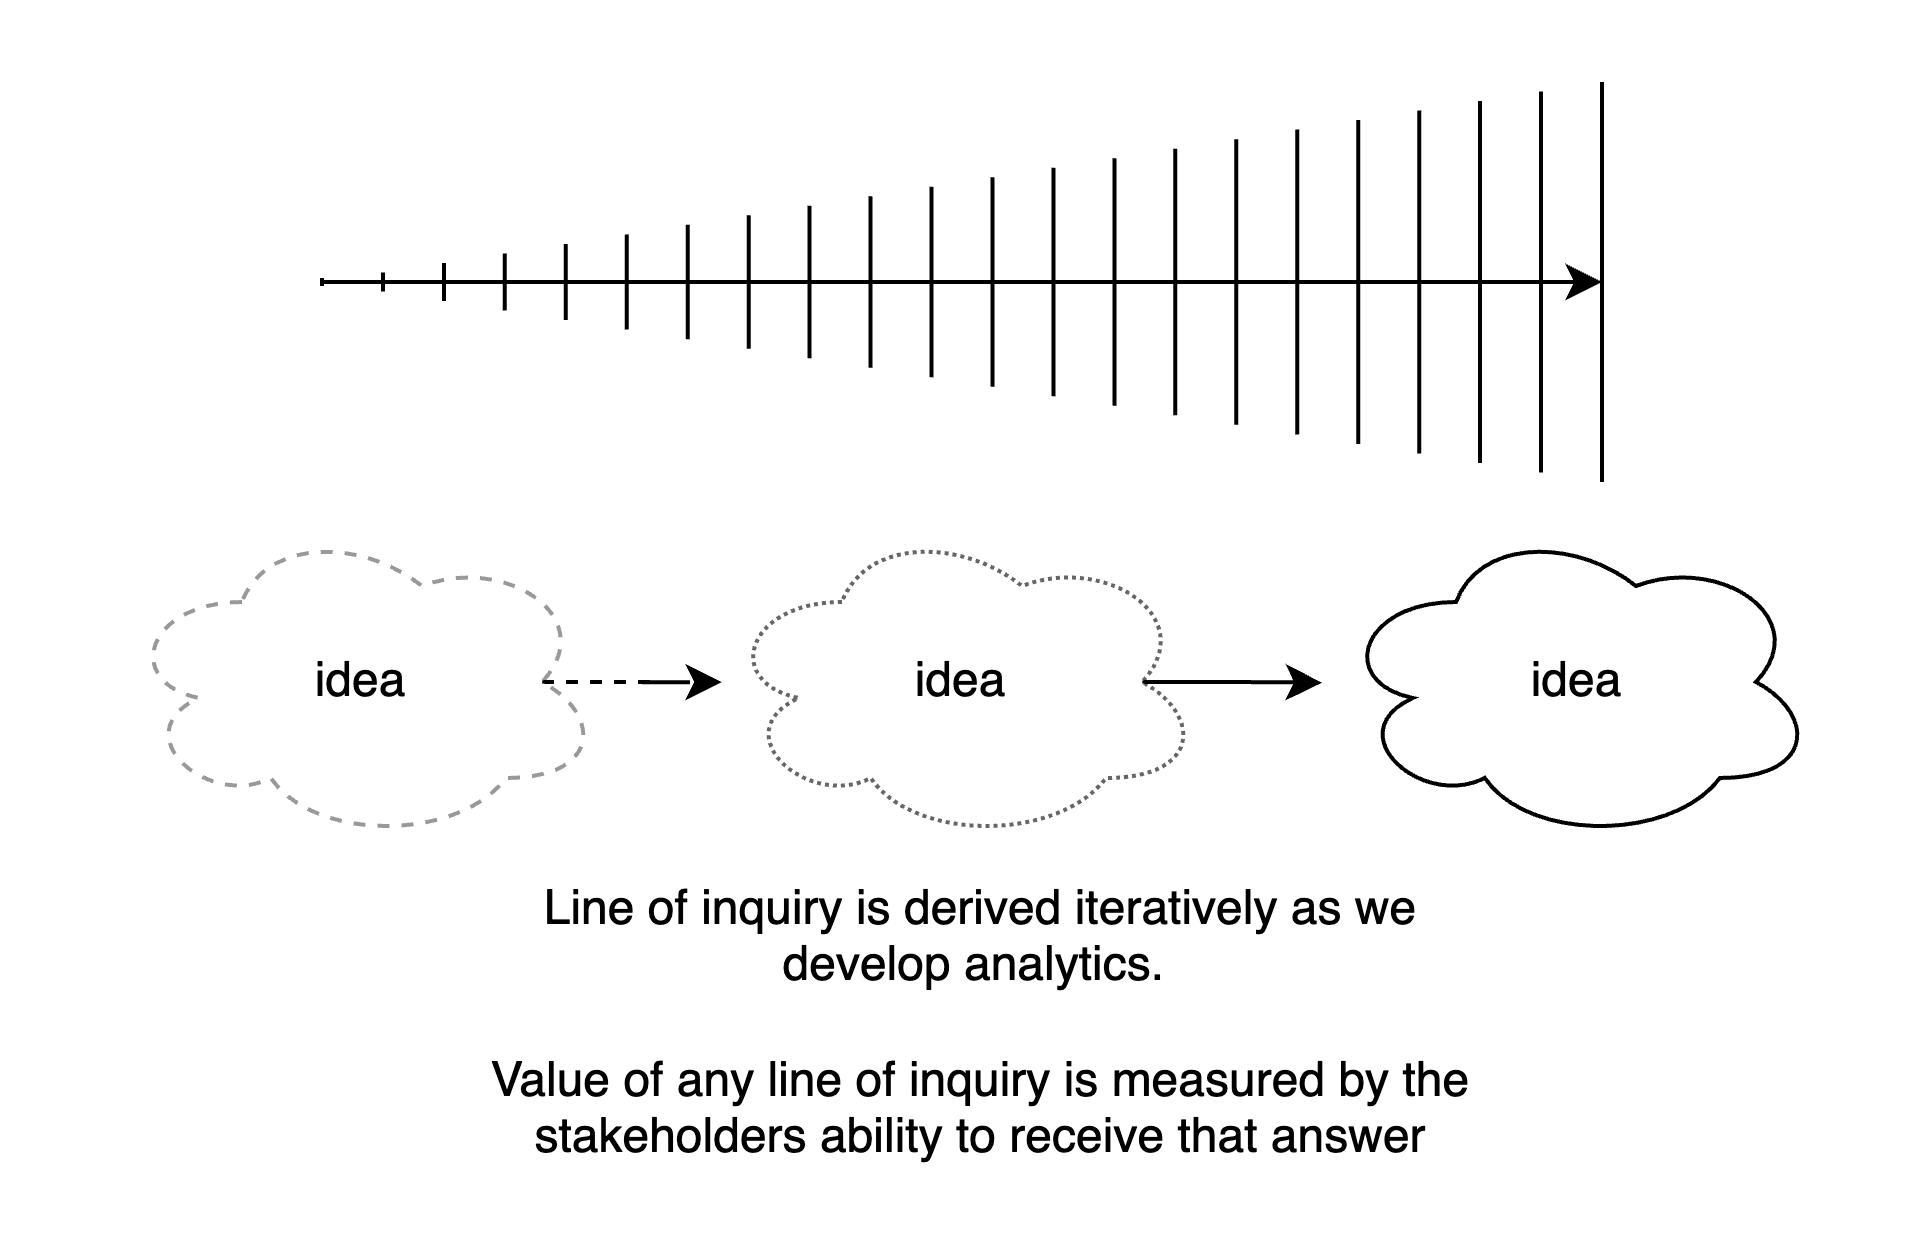 idea
idea
idea
Line of inquiry is derived iteratively as we
develop analytics.
Value of any line of inquiry is measured by the
stakeholders ability to receive that answer